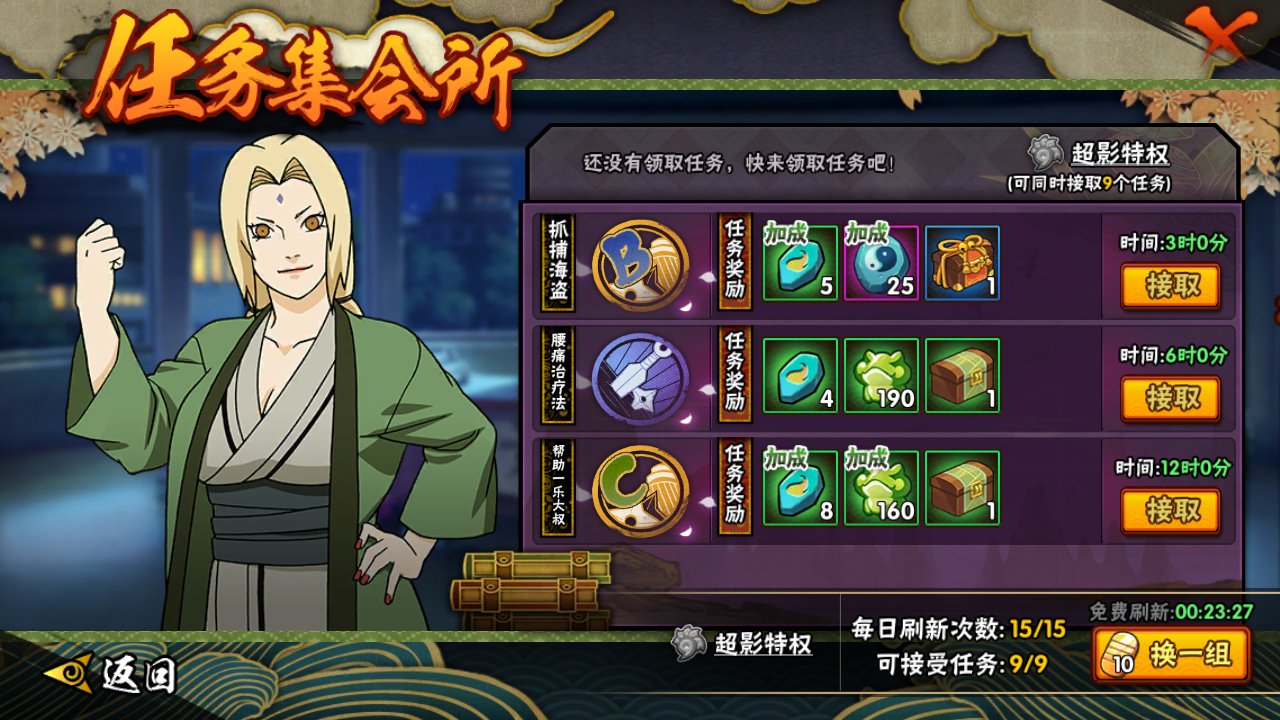 任务集会所
还没有领取任务，快来领取任务吧！
超影特权
(可同时接取9个任务)
抓捕海盗
B
任务奖励
加成
5
加成
25
1
时间:3时0分
接取
腰痛治疗法
任务奖励
4
190
1
时间:6时0分
接取
帮助一乐大叔
C
任务奖励
加成
8
加成
160
1
时间:12时0分
接取
免费刷新:00:23:27
超影特权
每日刷新次数:15/15
可接受任务:9/9
10
换一组
返回